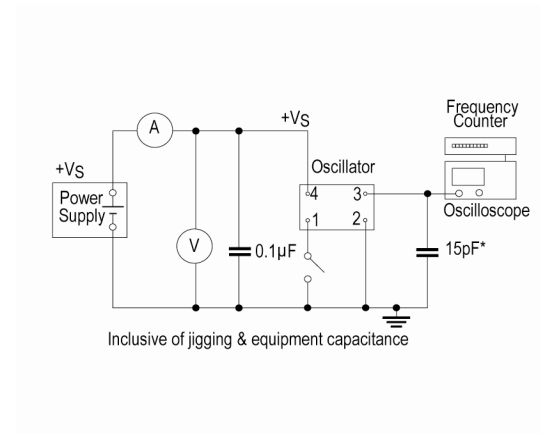 Frequency
Counter
+VS
A
Oscillator
+VS
4
3
Power
Supply
1
2
Oscilloscope
V
0.1µF
15pF*
Inclusive of jigging & equipment capacitance